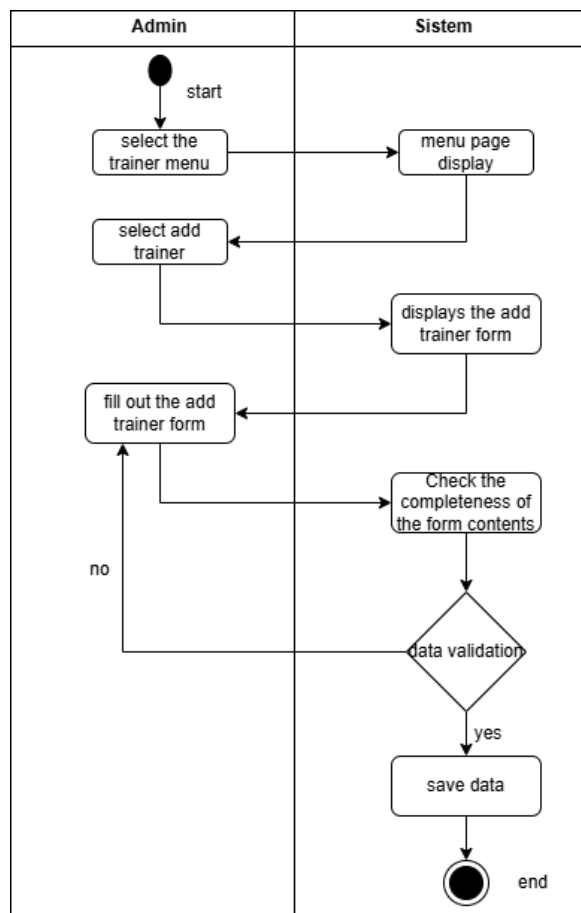 Admin
Sistem
start
select the
trainer menu
menu page
display
select add
trainer
displays the add
trainer form
fill out the add
trainer form
Check the
completeness of
the form contents
no
data validation
yes
save data
end